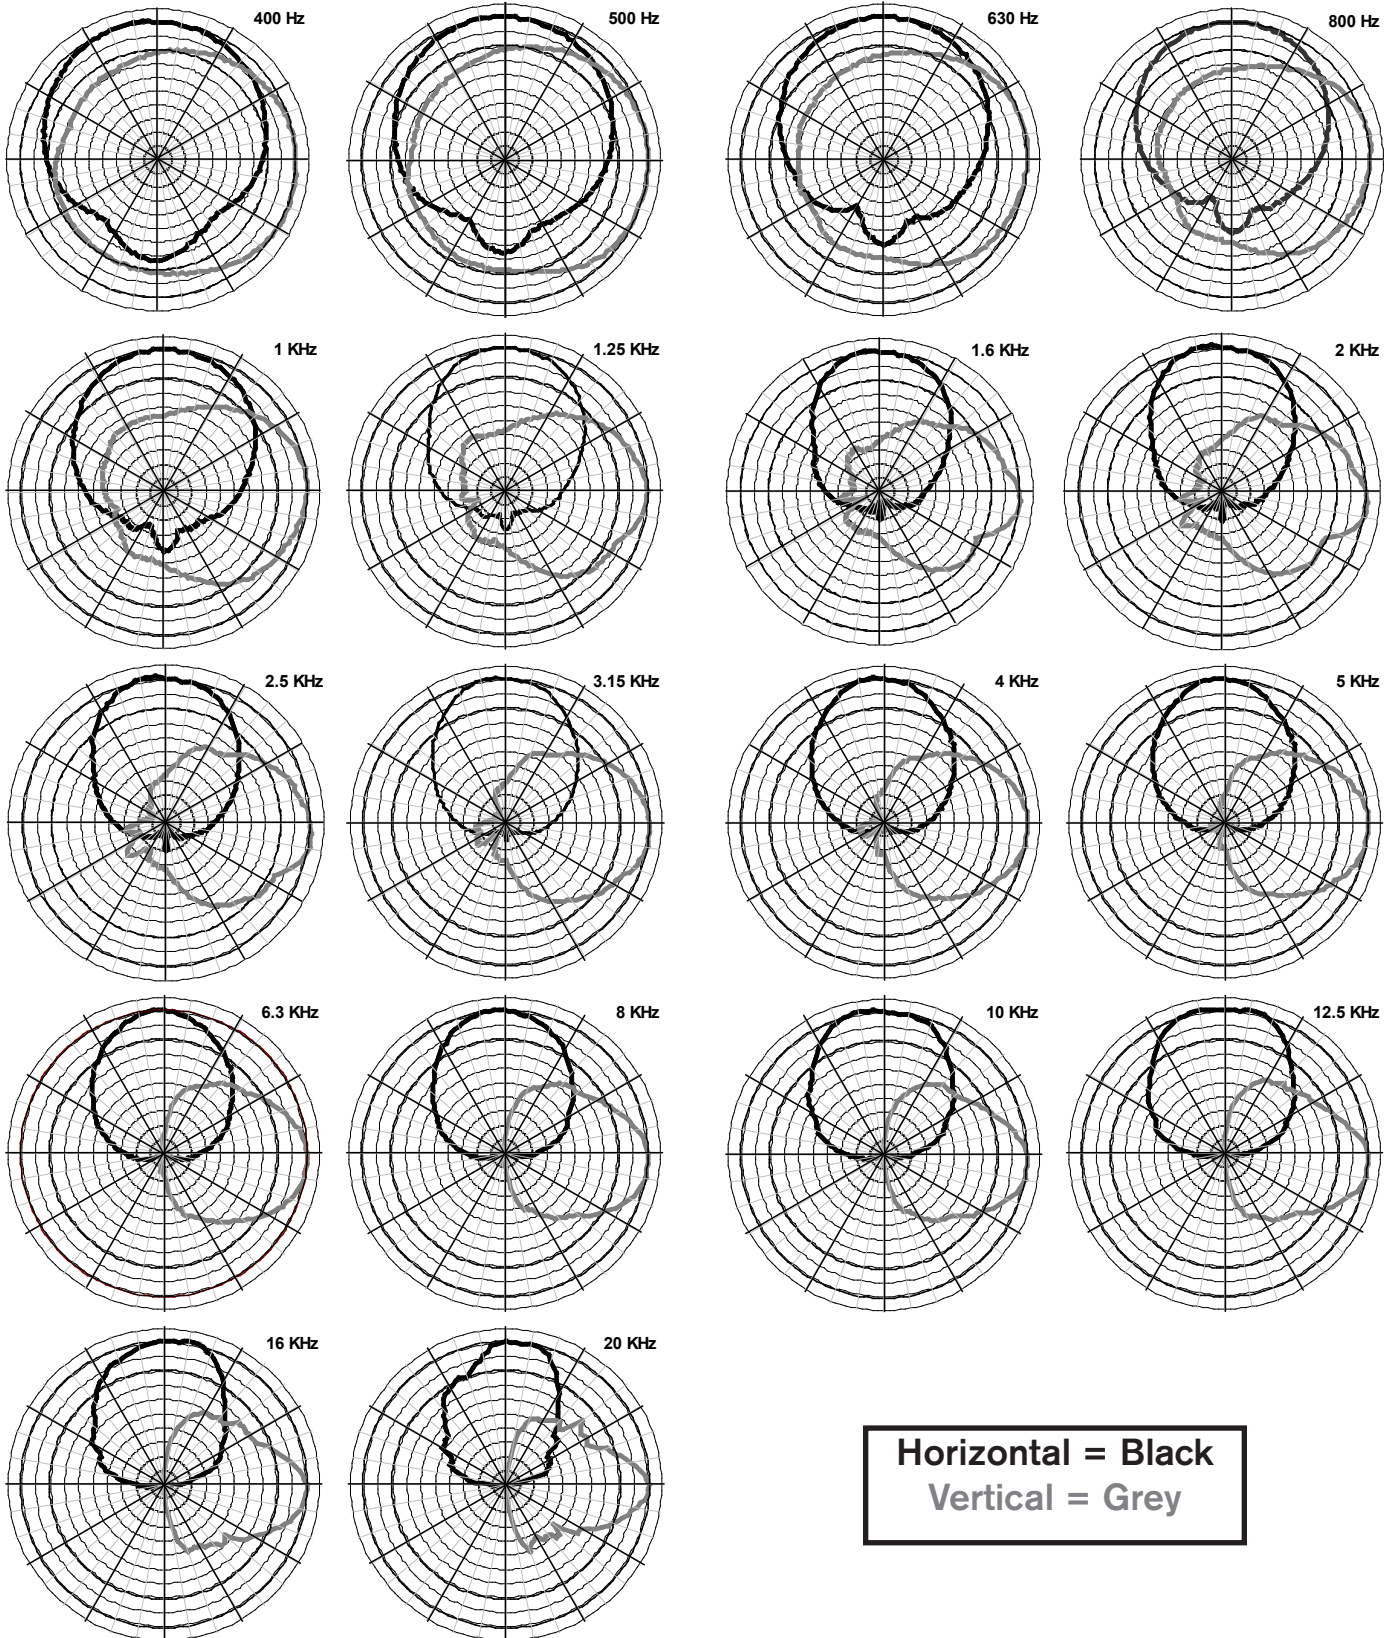 400 Hz
500 Hz
630 Hz
800 Hz
1 KHz
1.25 KHz
1.6 KHz
2 KHz
2.5 KHz
3.15 KHz
4 KHz
5 KHz
6.3 KHz
8 KHz
10 KHz
12.5 KHz
16 KHz
20 KHz
Horizontal = Black
Vertical = Grey